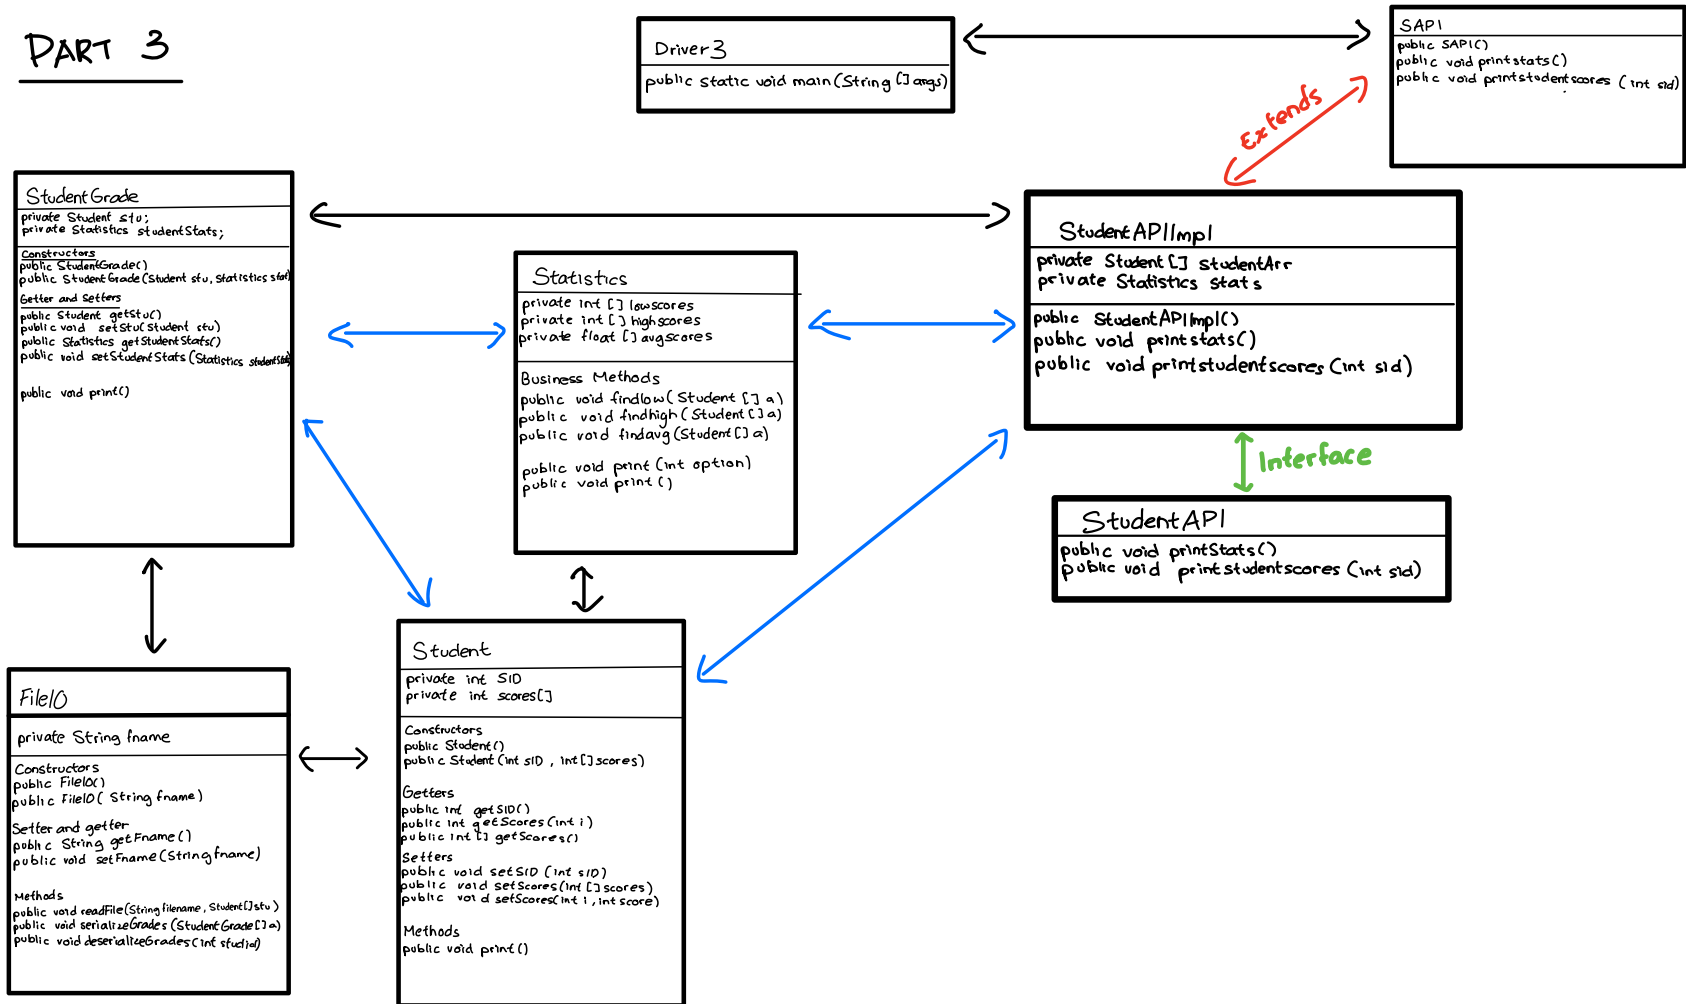 PART 3
Driver3
public static void main(String [] args)
SAPI
public SAPI()
public void printstats()
public void printstudentscores (int sid)
Extends
StudentGrade
private Student stu;
private Statistics studentStats;
Constructors
public StudentGrade()
public StudentGrade(Student stu, Statistics stat)
Getter and Setters
public Student getStu()
public void setStu(Student stu)
public Statistics getStudentStats()
public void setStudentStats(Statistics
public void print()
Statistics
private int [] lowscores
private int [] highscores
private float [] avgscores
Business Methods
public void findlow(Student [] a)
public void findhigh(Student [] a)
public void findavg(Student [] a)
public void print (int option)
public void print()
StudentAPIImpl
private Student [] studentArr
private Statistics stats
public StudentAPIImpl()
public void printstats()
public void printstudentscores (int sid)
Interface
StudentAPI
public void printStats()
public void printstudentscores (int sid)
FileIO
private String fname
Constructors
public FileIO()
public FileIO( String fname)
Setter and getter
public String getFname()
public void setFname(String fname)
Methods
public void readFile(String filename, Student[] stu)
public void serializeGrades (StudentGrade[] a)
public void deserializeGrades(int studid)
Student
private int SID
private int scores[]
Constructors
public Student()
public Student(int SID, int[] scores)
Getters
public int getSID()
public int getScores(int i)
public int [] getScores()
Setters
public void setSID (int SID)
public void setScores(int [] scores)
public void setScores(int i, int score)
Methods
public void print()